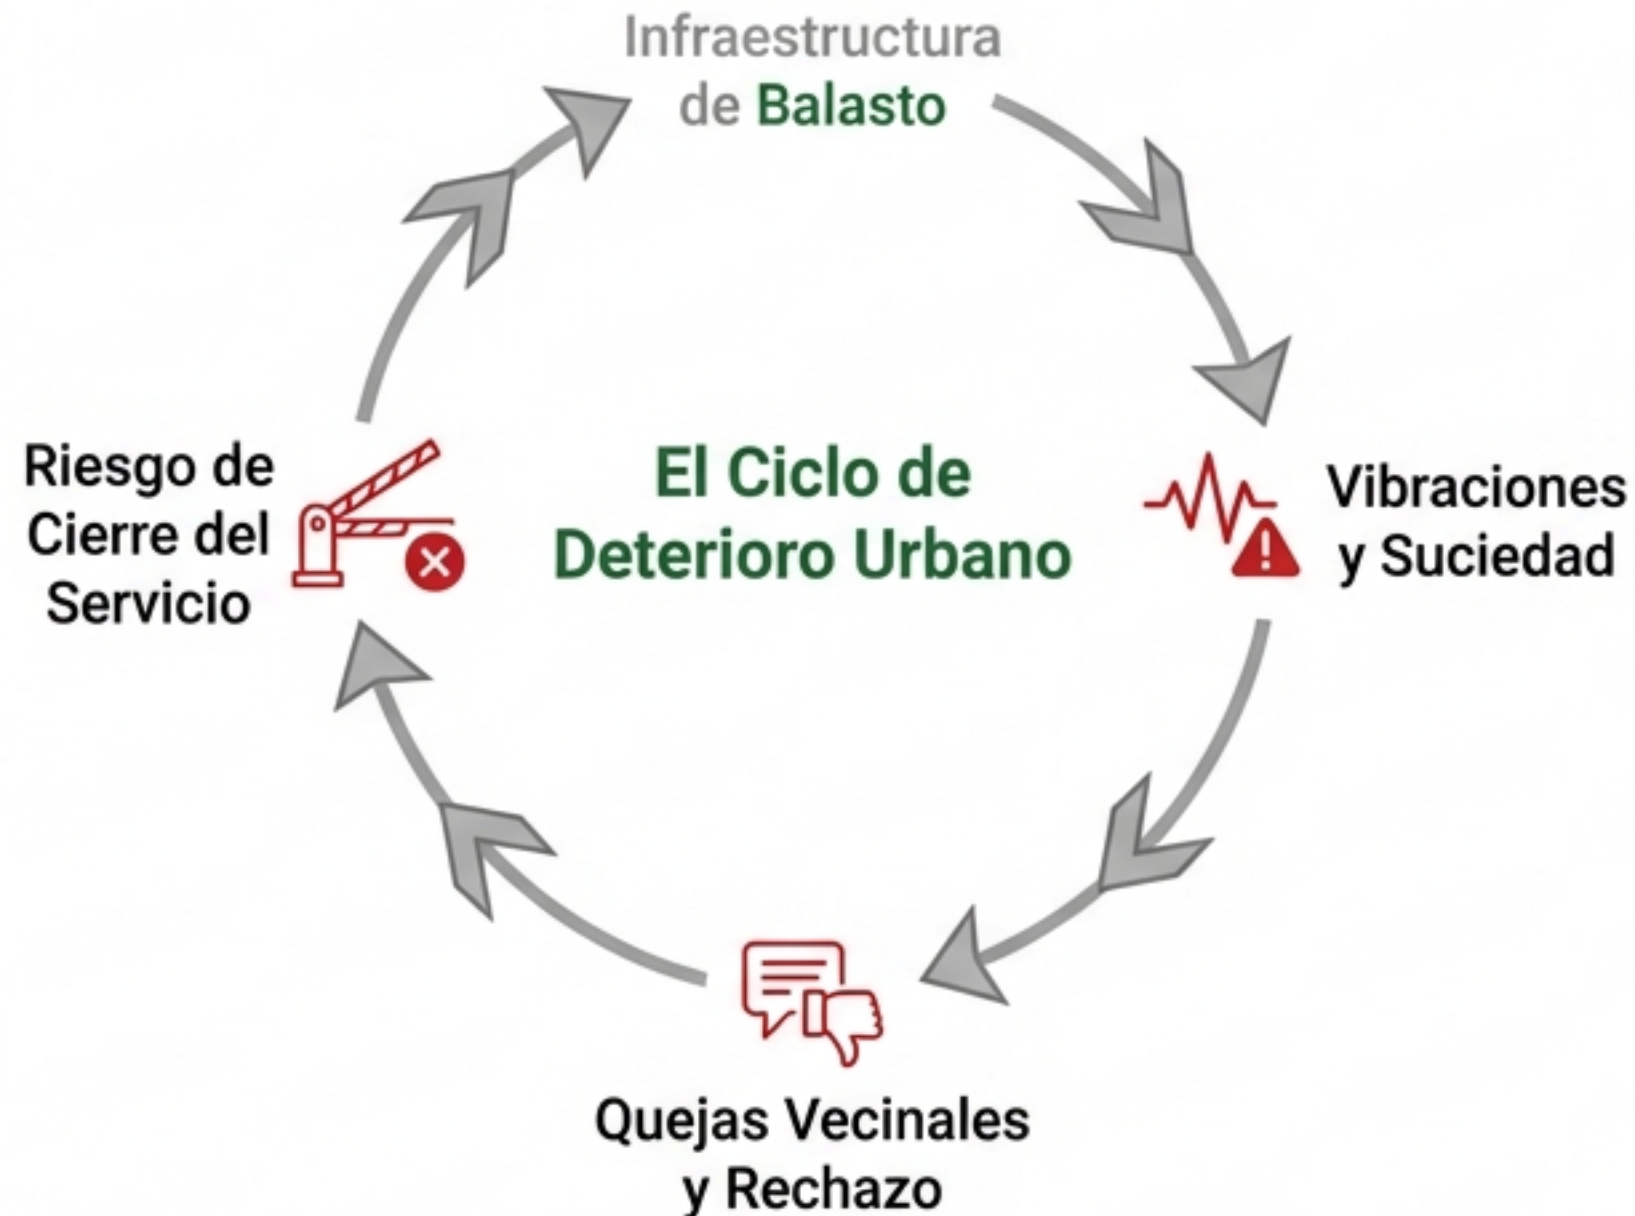 Infraestructura
de Balasto
El Ciclo de
Deterioro Urbano
Vibraciones
y Suciedad
Quejas Vecinales
y Rechazo
Riesgo de
Cierre del
Servicio